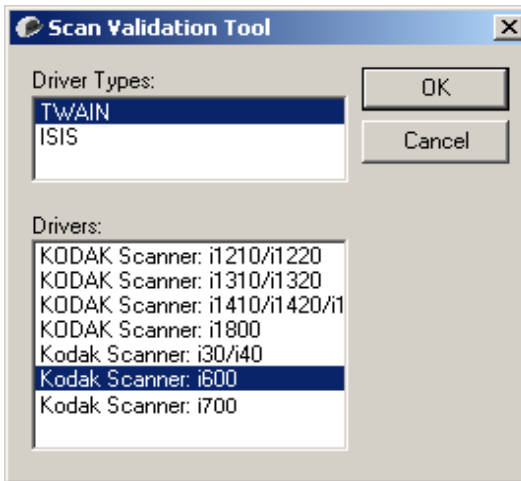 Scan Validation Tool
Driver Types:
TWAIN
ISIS
OK
Cancel
Drivers:
KODAK Scanner: i1210/i1220
KODAK Scanner: i1310/i1320
KODAK Scanner: i1410/i1420/i1
KODAK Scanner: i1800
Kodak Scanner: i30/i40
Kodak Scanner: i600
Kodak Scanner: i700